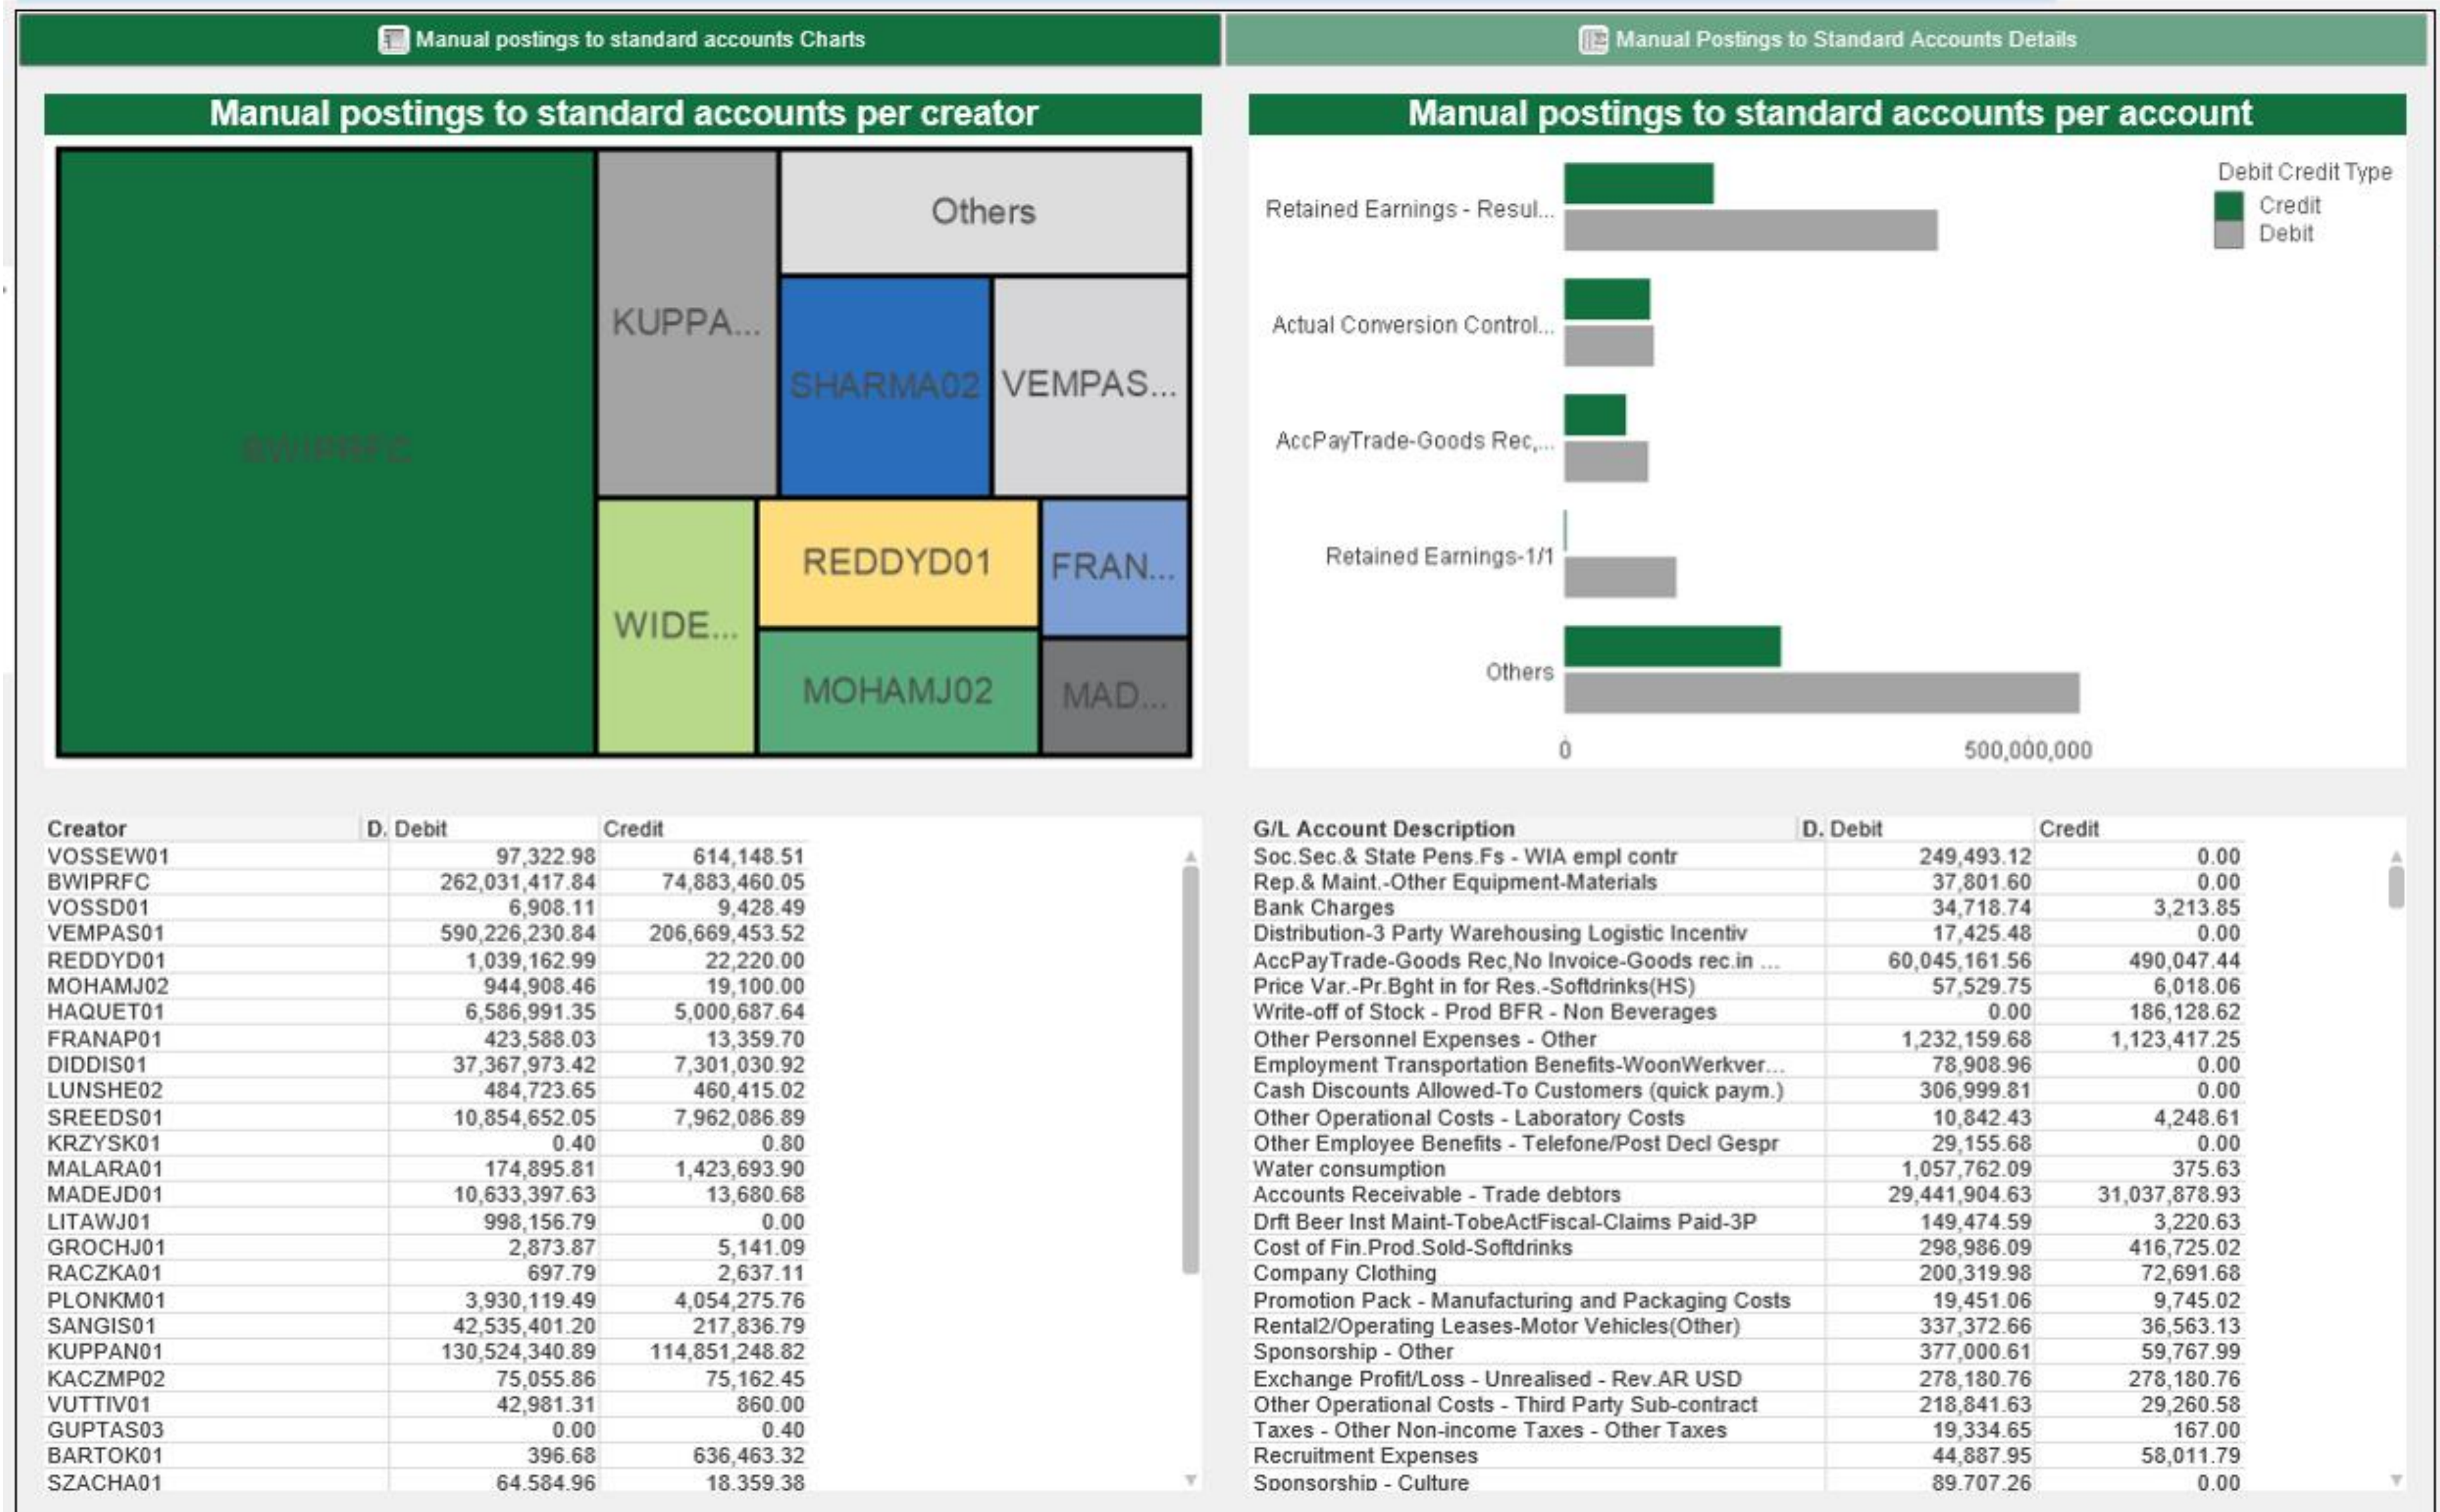 Manual postings to standard accounts Charts
Manual Postings to Standard Accounts Details
Manual postings to standard accounts per creator
BWIPRFC
KUPPA...
Others
SHARMA02
VEMPAS...
WIDE...
REDDYD01
FRAN...
MOHAMJ02
MAD...
Manual postings to standard accounts per account
Debit Credit Type
Credit
Debit
Retained Earnings - Resul...
Actual Conversion Control...
AccPayTrade-Goods Rec,...
Retained Earnings-1/1
Others
0 500,000,000
Creator D. Debit Credit
VOSSEW01 97,322.98 614,148.51
BWIPRFC 262,031,417.84 74,883,460.05
VOSSD01 6,908.11 9,428.49
VEMPAS01 590,226,230.84 206,669,453.52
REDDYD01 1,039,162.99 22,220.00
MOHAMJ02 944,908.46 19,100.00
HAQUET01 6,586,991.35 5,000,687.64
FRANAP01 423,588.03 13,359.70
DIDDIS01 37,367,973.42 7,301,030.92
LUNSHE02 484,723.65 460,415.02
SREEDS01 10,854,652.05 7,962,086.89
KRZYSK01 0.40 0.80
MALARA01 174,895.81 1,423,693.90
MADEJD01 10,633,397.63 13,680.68
LITAWJ01 998,156.79 0.00
GROCHJ01 2,873.87 5,141.09
RACZKA01 697.79 2,637.11
PLONKM01 3,930,119.49 4,054,275.76
SANGIS01 42,535,401.20 217,836.79
KUPPAN01 130,524,340.89 114,851,248.82
KACZMP02 75,055.86 75,162.45
VUTTIV01 42,981.31 860.00
GUPTAS03 0.00 0.40
BARTOK01 396.68 636,463.32
SZACHA01 64,584.96 18,359.38
G/L Account Description D. Debit Credit
Soc.Sec.& State Pens.Fs - WIA empl contr 249,493.12 0.00
Rep.& Maint.-Other Equipment-Materials 37,801.60 0.00
Bank Charges 34,718.74 3,213.85
Distribution-3 Party Warehousing Logistic Incentiv 17,425.48 0.00
AccPayTrade-Goods Rec,No Invoice-Goods rec.in ... 60,045,161.56 490,047.44
Price Var.-Pr.Bght in for Res.-Softdrinks(HS) 57,529.75 6,018.06
Write-off of Stock - Prod BFR - Non Beverages 0.00 186,128.62
Other Personnel Expenses - Other 1,232,159.68 1,123,417.25
Employment Transportation Benefits-WoonWerkver... 78,908.96 0.00
Cash Discounts Allowed-To Customers (quick paym.) 306,999.81 0.00
Other Operational Costs - Laboratory Costs 10,842.43 4,248.61
Other Employee Benefits - Telefone/Post Decl Gespr 29,155.68 0.00
Water consumption 1,057,762.09 375.63
Accounts Receivable - Trade debtors 29,441,904.63 31,037,878.93
Drft Beer Inst Maint-TobeActFiscal-Claims Paid-3P 149,474.59 3,220.63
Cost of Fin.Prod.Sold-Softdrinks 298,986.09 416,725.02
Company Clothing 200,319.98 72,691.68
Promotion Pack - Manufacturing and Packaging Costs 19,451.06 9,745.02
Rental2/Operating Leases-Motor Vehicles(Other) 337,372.66 36,563.13
Sponsorship - Other 377,000.61 59,767.99
Exchange Profit/Loss - Unrealised - Rev.AR USD 278,180.76 278,180.76
Other Operational Costs - Third Party Sub-contract 218,841.63 29,260.58
Taxes - Other Non-income Taxes - Other Taxes 19,334.65 167.00
Recruitment Expenses 44,887.95 58,011.79
Sponsorship - Culture 89,707.26 0.00